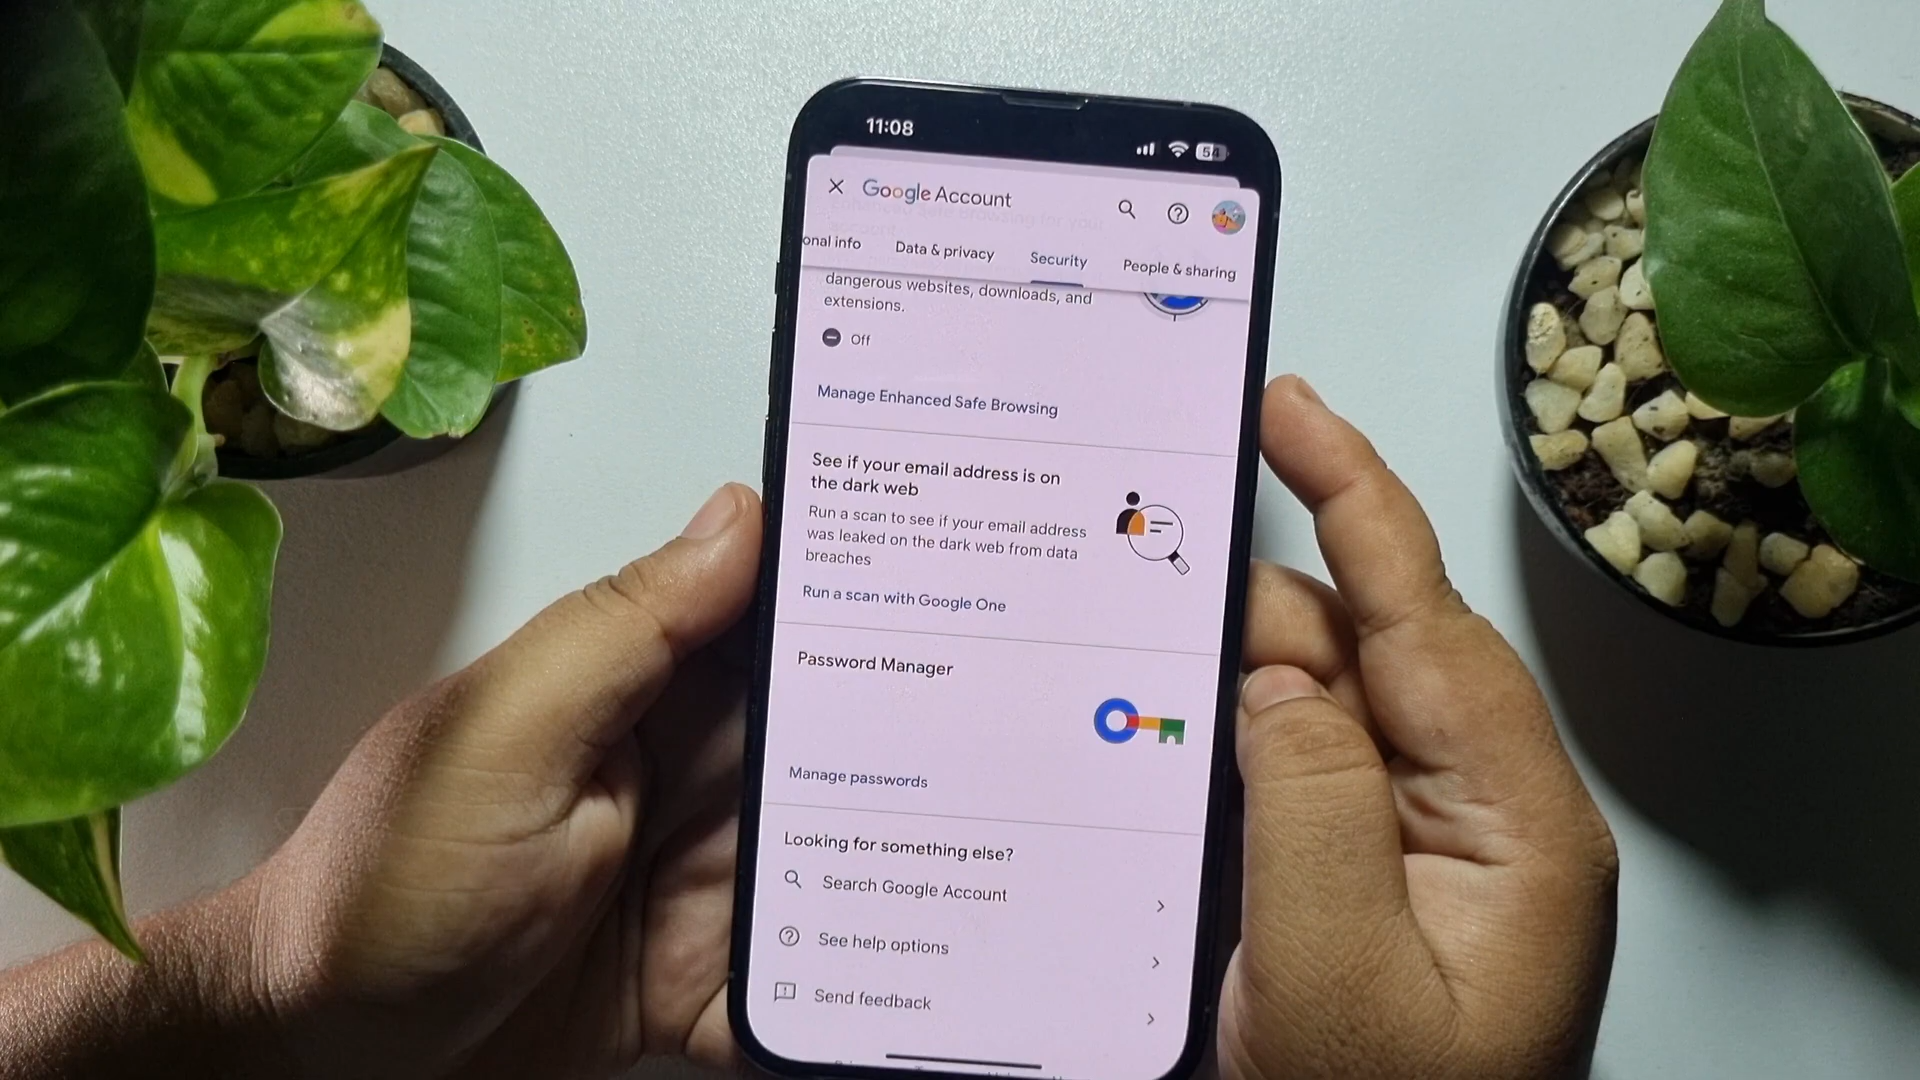 11:08
54
Google Account
onal info
Data & privacy
Security
People & sharing
dangerous websites, downloads, and
extensions.
Off
Manage Enhanced Safe Browsing
See if your email address is on
the dark web
Run a scan to see if your email address
was leaked on the dark web from data
breaches
Run a scan with Google One
Password Manager
Manage passwords
Looking for something else?
Search Google Account
See help options
Send feedback